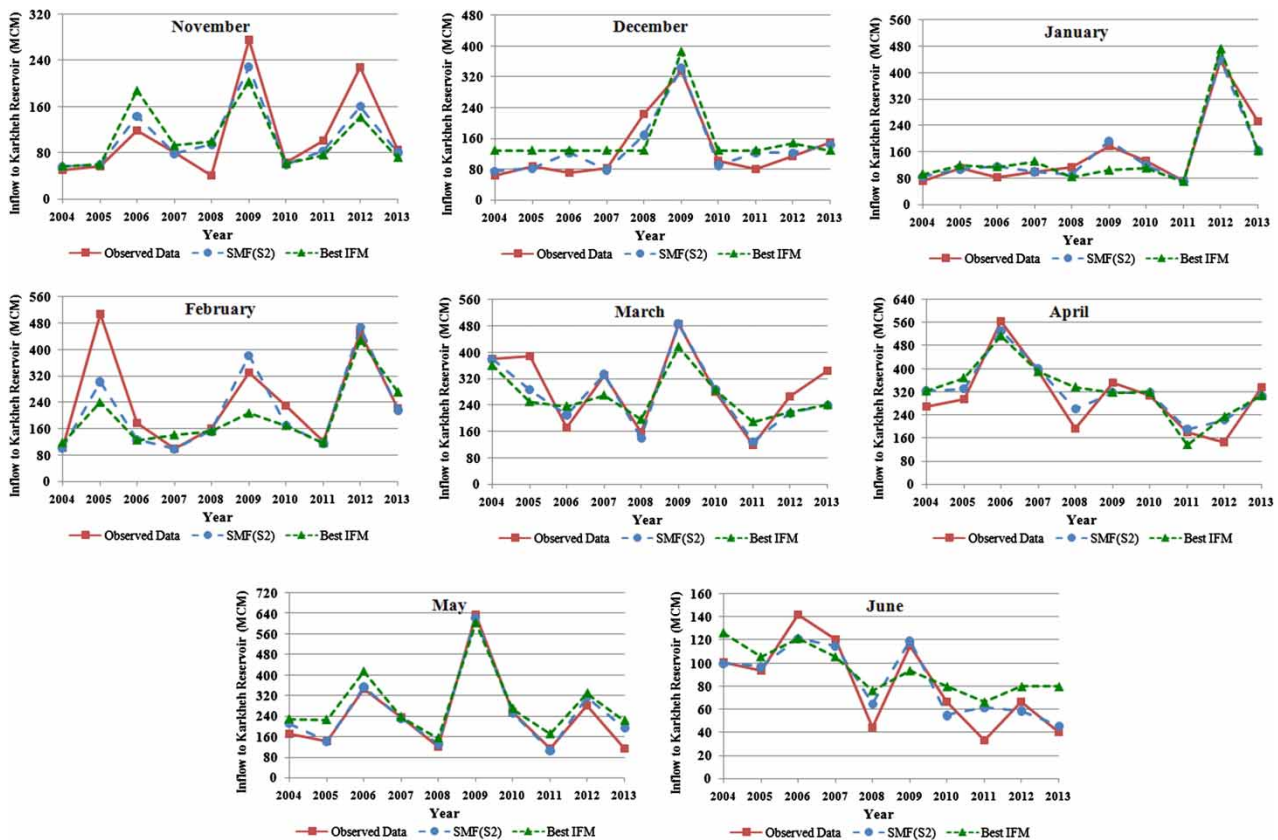 November
Inflow to Karkheh Reservoir (MCM)
320
240
160
80
0
2004 2005 2006 2007 2008 2009 2010 2011 2012 2013
Year
Observed Data SMF(S2) Best IFM
December
Inflow to Karkheh Reservoir (MCM)
480
400
320
240
160
80
0
2004 2005 2006 2007 2008 2009 2010 2011 2012 2013
Year
Observed Data SMF(S2) Best IFM
January
Inflow to Karkheh Reservoir (MCM)
560
480
400
320
240
160
80
0
2004 2005 2006 2007 2008 2009 2010 2011 2012 2013
Year
Observed Data SMF(S2) Best IFM
February
Inflow to Karkheh Reservoir (MCM)
560
480
400
320
240
160
80
0
2004 2005 2006 2007 2008 2009 2010 2011 2012 2013
Year
Observed Data SMF(S2) Best IFM
March
Inflow to Karkheh Reservoir (MCM)
560
480
400
320
240
160
80
0
2004 2005 2006 2007 2008 2009 2010 2011 2012 2013
Year
Observed Data SMF(S2) Best IFM
April
Inflow to Karkheh Reservoir (MCM)
640
560
480
400
320
240
160
80
0
2004 2005 2006 2007 2008 2009 2010 2011 2012 2013
Year
Observed Data SMF(S2) Best IFM
May
Inflow to Karkheh Reservoir (MCM)
720
640
560
480
400
320
240
160
80
0
2004 2005 2006 2007 2008 2009 2010 2011 2012 2013
Year
Observed Data SMF(S2) Best IFM
June
Inflow to Karkheh Reservoir (MCM)
160
140
120
100
80
60
40
20
0
2004 2005 2006 2007 2008 2009 2010 2011 2012 2013
Year
Observed Data SMF(S2) Best IFM